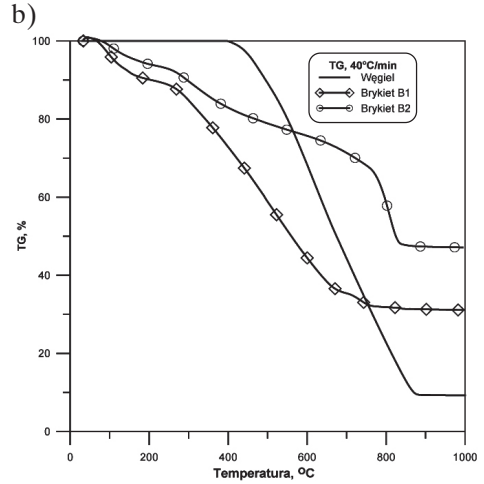 b)
TG, 40°C/min
Węgiel
Brykiet B1
Brykiet B2
100
80
60
40
20
0
TG, %
0 200 400 600 800 1000
Temperatura, °C